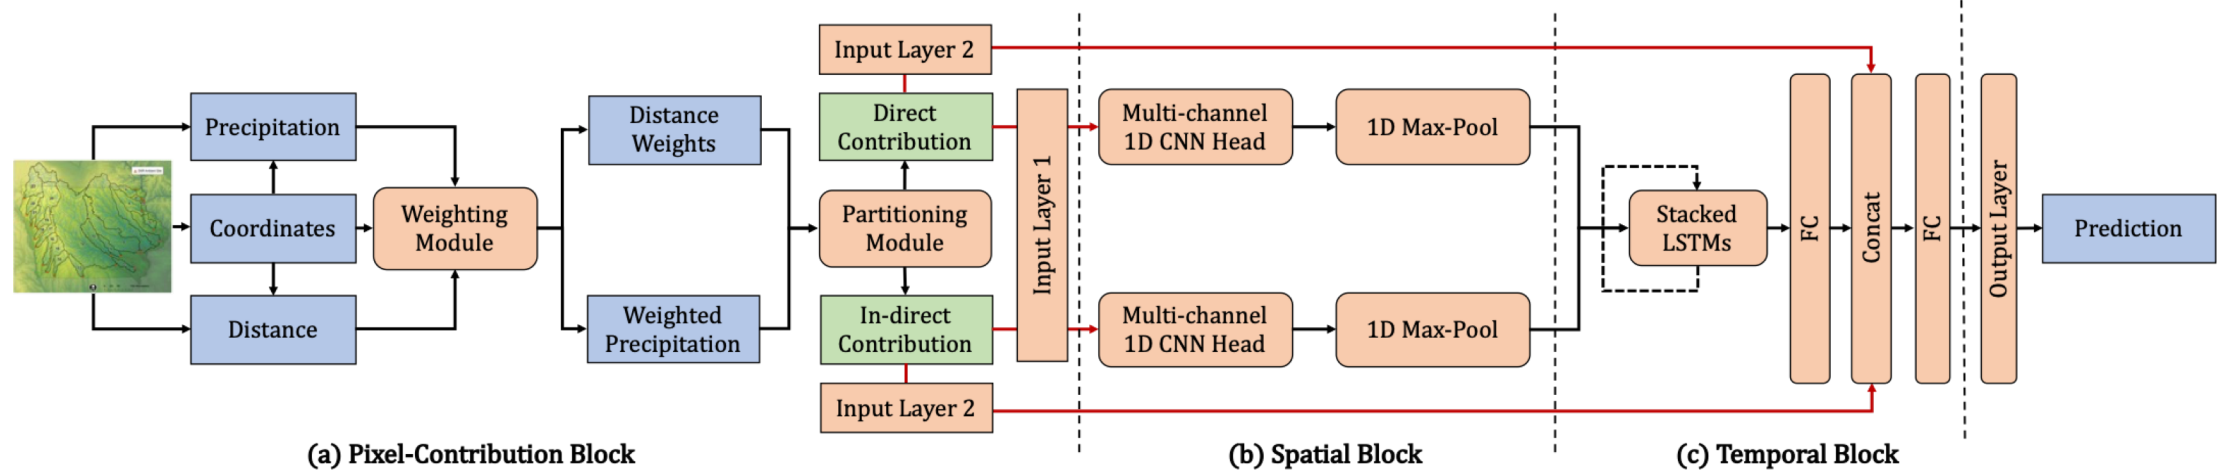 Precipitation
Coordinates
Distance
Weighting
Module
Distance
Weights
Weighted
Precipitation
Input Layer 2
Direct
Contribution
Partitioning
Module
In-direct
Contribution
Input Layer 2
Input Layer 1
(a) Pixel-Contribution Block
Multi-channel
1D CNN Head
1D Max-Pool
Multi-channel
1D CNN Head
1D Max-Pool
(b) Spatial Block
Stacked
LSTMs
FC
Concat
FC
(c) Temporal Block
Output Layer
Prediction